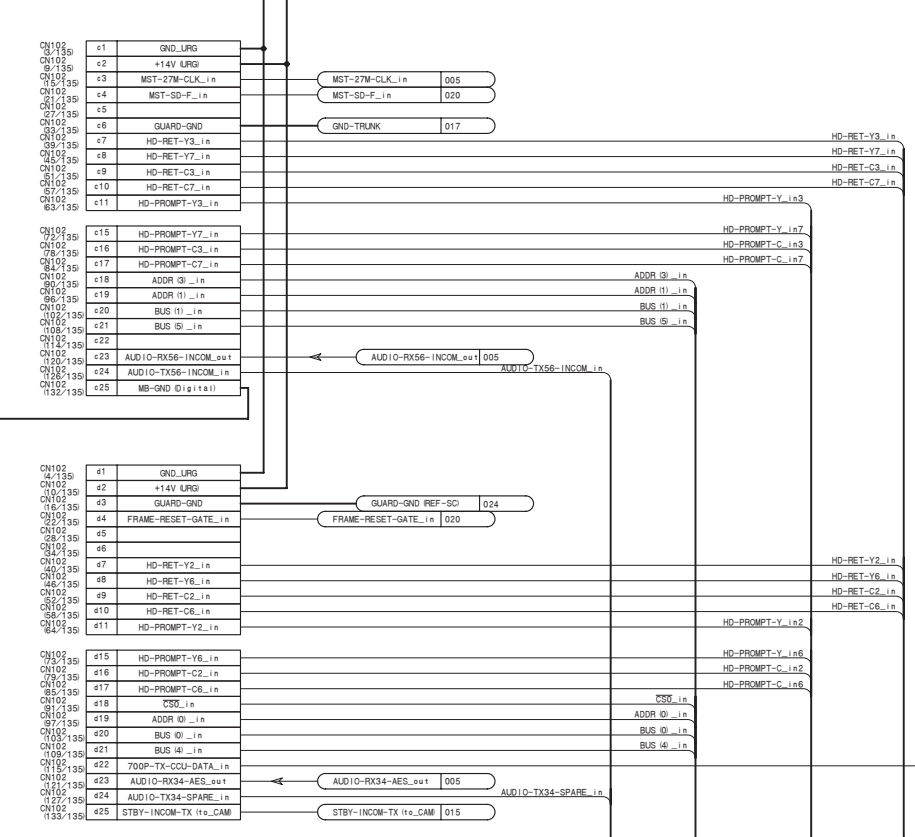 CN102 (3/135) c1 GND_URG
CN102 (9/135) c2 +14V (URG)
CN102 (15/135) c3 MST-27M-CLK_in MST-27M-CLK_in 005
CN102 (21/135) c4 MST-SD-F_in MST-SD-F_in 020
CN102 (27/135) c5
CN102 (33/135) c6 GUARD-GND GND-TRUNK 017
CN102 (39/135) c7 HD-RET-Y3_in HD-RET-Y3_in
CN102 (45/135) c8 HD-RET-Y7_in HD-RET-Y7_in
CN102 (51/135) c9 HD-RET-C3_in HD-RET-C3_in
CN102 (57/135) c10 HD-RET-C7_in HD-RET-C7_in
CN102 (63/135) c11 HD-PROMPT-Y3_in HD-PROMPT-Y_in3
CN102 (72/135) c15 HD-PROMPT-Y7_in HD-PROMPT-Y_in7
CN102 (78/135) c16 HD-PROMPT-C3_in HD-PROMPT-C_in3
CN102 (84/135) c17 HD-PROMPT-C7_in HD-PROMPT-C_in7
CN102 (90/135) c18 ADDR (3) _in ADDR (3) _in
CN102 (96/135) c19 ADDR (1) _in ADDR (1) _in
CN102 (102/135) c20 BUS (1) _in BUS (1) _in
CN102 (108/135) c21 BUS (5) _in BUS (5) _in
CN102 (114/135) c22
CN102 (120/135) c23 AUDIO-RX56-INCOM_out AUDIO-RX56-INCOM_out 005
CN102 (126/135) c24 AUDIO-TX56-INCOM_in AUDIO-TX56-INCOM_in
CN102 (132/135) c25 MB-GND (Digital)
CN102 (4/135) d1 GND_URG
CN102 (10/135) d2 +14V (URG)
CN102 (16/135) d3 GUARD-GND GUARD-GND (REF-SC) 024
CN102 (22/135) d4 FRAME-RESET-GATE_in FRAME-RESET-GATE_in 020
CN102 (28/135) d5
CN102 (34/135) d6
CN102 (40/135) d7 HD-RET-Y2_in HD-RET-Y2_in
CN102 (46/135) d8 HD-RET-Y6_in HD-RET-Y6_in
CN102 (52/135) d9 HD-RET-C2_in HD-RET-C2_in
CN102 (58/135) d10 HD-RET-C6_in HD-RET-C6_in
CN102 (64/135) d11 HD-PROMPT-Y2_in HD-PROMPT-Y_in2
CN102 (73/135) d15 HD-PROMPT-Y6_in HD-PROMPT-Y_in6
CN102 (79/135) d16 HD-PROMPT-C2_in HD-PROMPT-C_in2
CN102 (85/135) d17 HD-PROMPT-C6_in HD-PROMPT-C_in6
CN102 (91/135) d18 CS0_in CS0_in
CN102 (97/135) d19 ADDR (0) _in ADDR (0) _in
CN102 (103/135) d20 BUS (0) _in BUS (0) _in
CN102 (109/135) d21 BUS (4) _in BUS (4) _in
CN102 (115/135) d22 700P-TX-CCU-DATA_in
CN102 (121/135) d23 AUDIO-RX34-AES_out AUDIO-RX34-AES_out 005
CN102 (127/135) d24 AUDIO-TX34-SPARE_in AUDIO-TX34-SPARE_in
CN102 (133/135) d25 STBY-INCOM-TX (to_CAM) STBY-INCOM-TX (to_CAM) 015